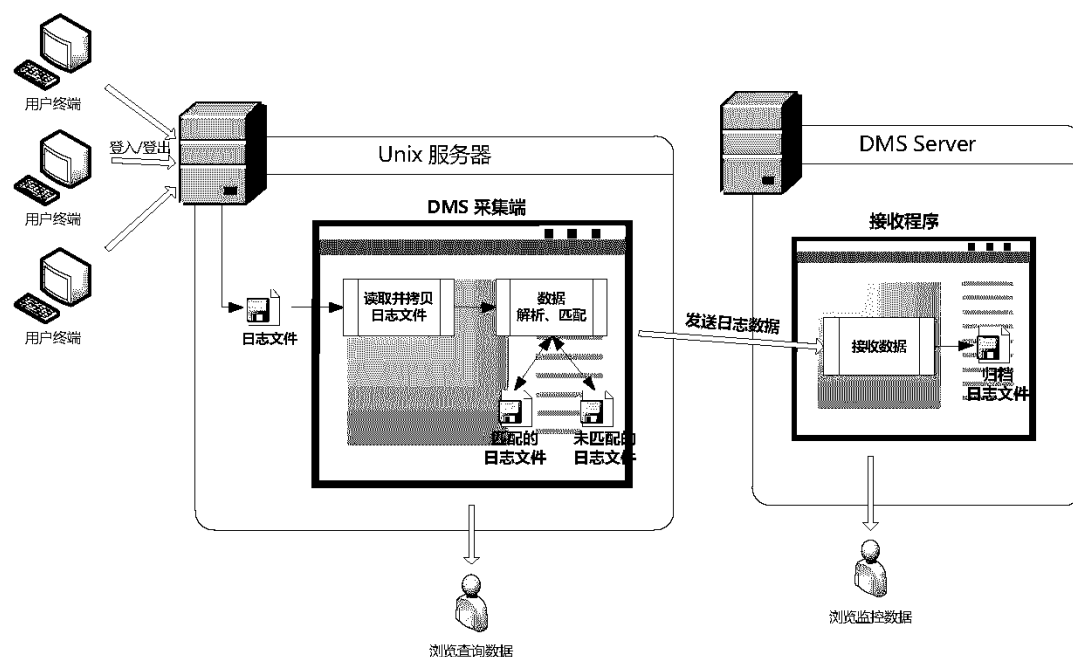 用户终端
用户终端
用户终端
登入/登出
Unix 服务器
DMS 采集端
日志文件
读取并拷贝
日志文件
数据
解析、匹配
匹配的
日志文件
未匹配的
日志文件
浏览查询数据
发送日志数据
DMS Server
接收程序
接收数据
归档
日志文件
浏览监控数据